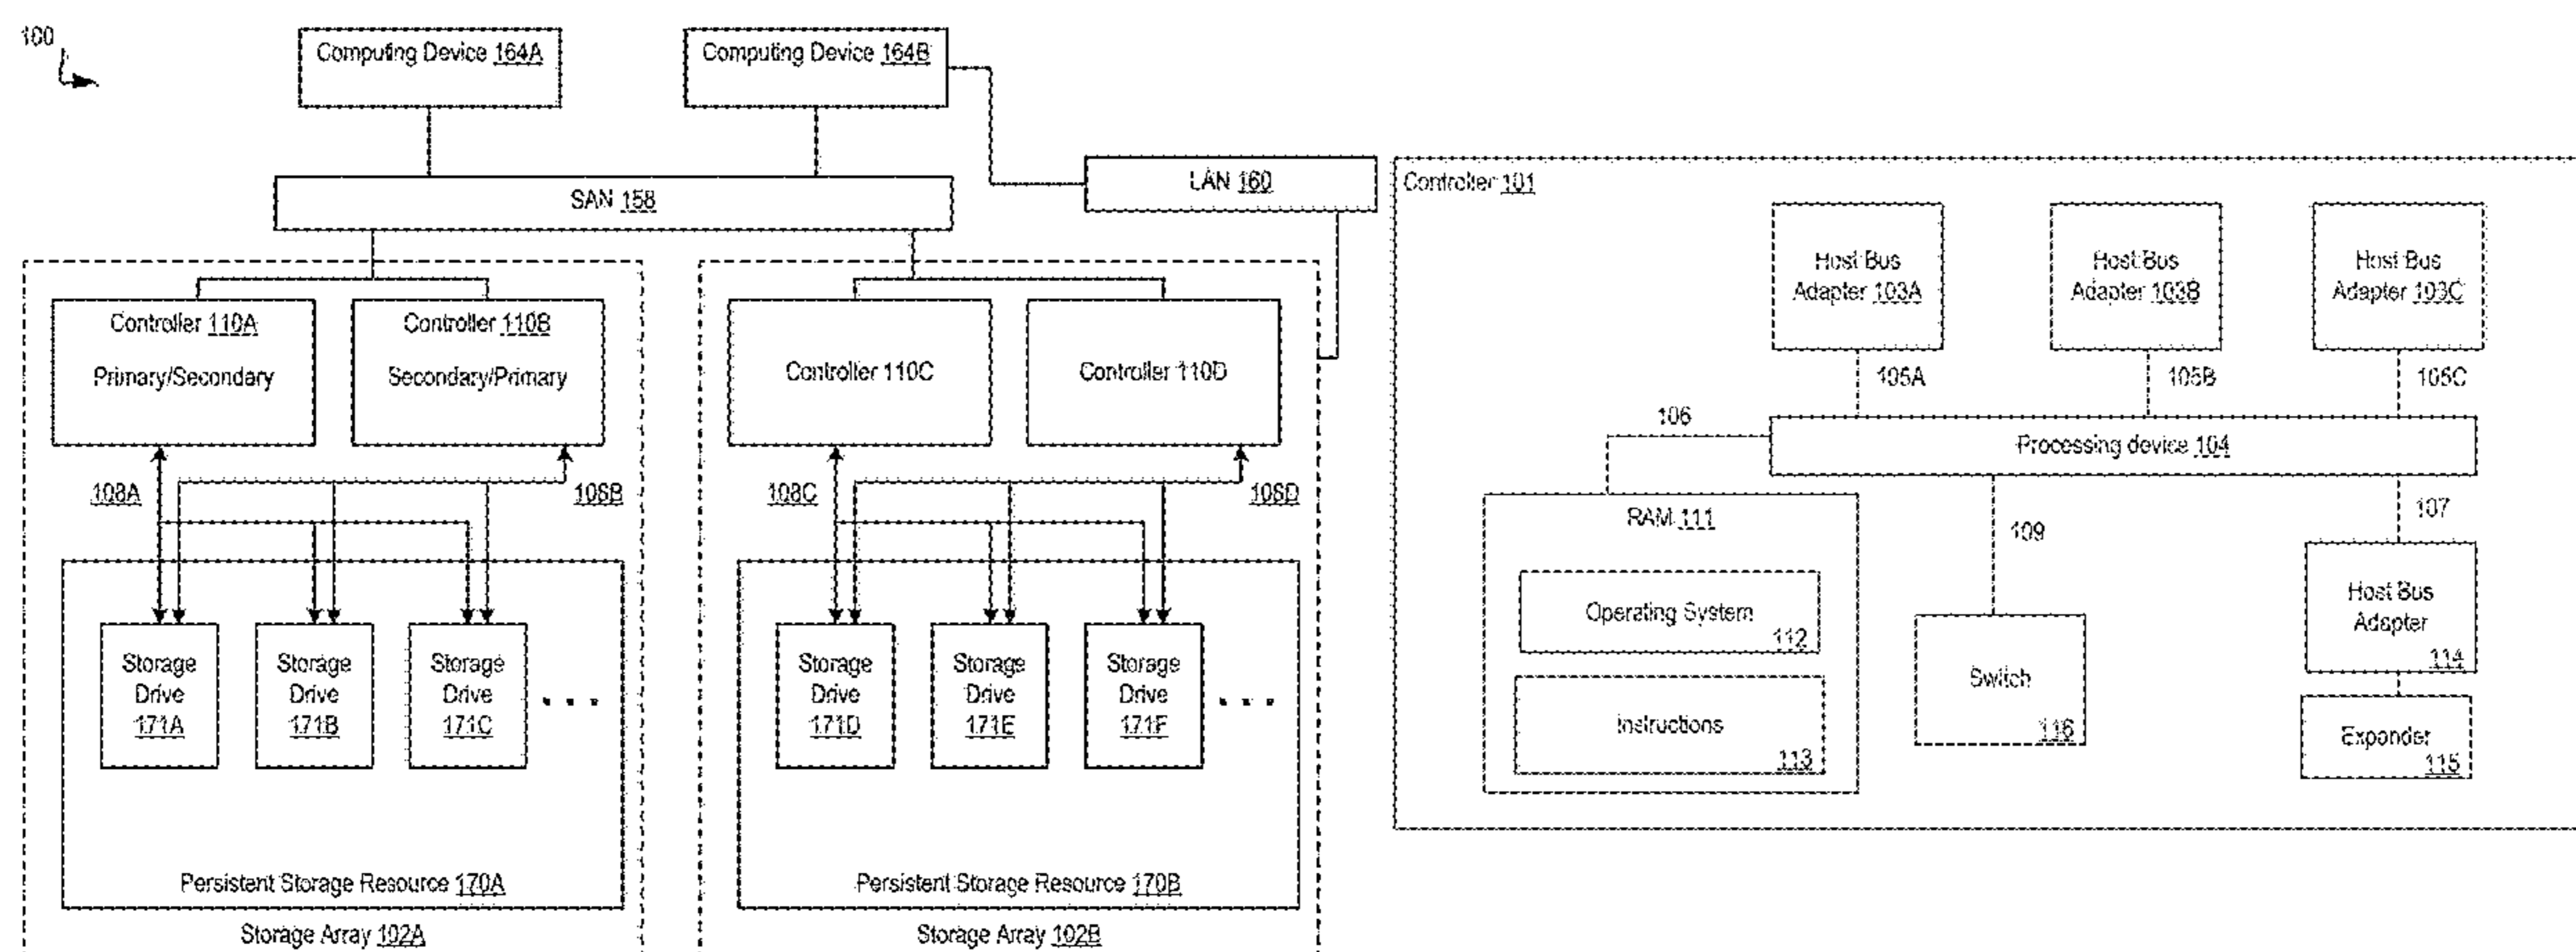 100
Computing Device 164A
Computing Device 164B
SAN 158
LAN 160
Controller 110A
Primary/Secondary
Controller 110B
Secondary/Primary
Controller 110C
Controller 110D
108A
108B
108C
108D
Storage
Drive
171A
Storage
Drive
171B
Storage
Drive
171C
...
Storage
Drive
171D
Storage
Drive
171E
Storage
Drive
171F
...
Persistent Storage Resource 170A
Persistent Storage Resource 170B
Storage Array 102A
Storage Array 102B
Controller 101
Host Bus
Adapter 103A
Host Bus
Adapter 103B
Host Bus
Adapter 103C
105A
105B
105C
106
Processing device 104
RAM 111
109
107
Operating System
112
Instructions
113
Switch
116
Host Bus
Adapter
114
Expander
115